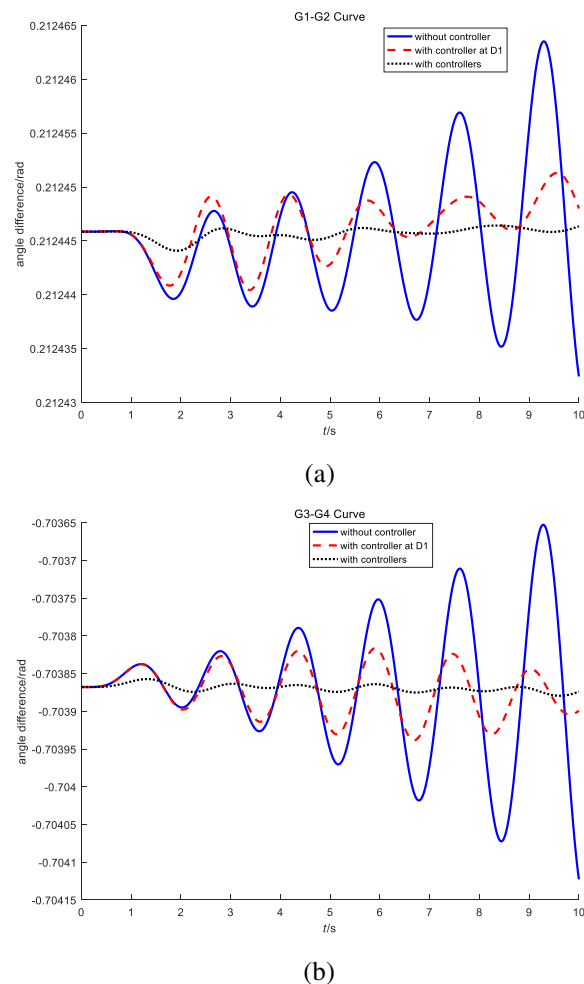 G1-G2 Curve
0.212465
0.21246
0.212455
0.21245
0.212445
0.21244
0.212435
0.21243
angle difference/rad
without controller
with controller at D1
with controllers
0 1 2 3 4 5 6 7 8 9 10
t/s
(a)
G3-G4 Curve
-0.70365
-0.7037
-0.70375
-0.7038
-0.70385
-0.7039
-0.70395
-0.704
-0.70405
-0.7041
-0.70415
angle difference/rad
without controller
with controller at D1
with controllers
0 1 2 3 4 5 6 7 8 9 10
t/s
(b)